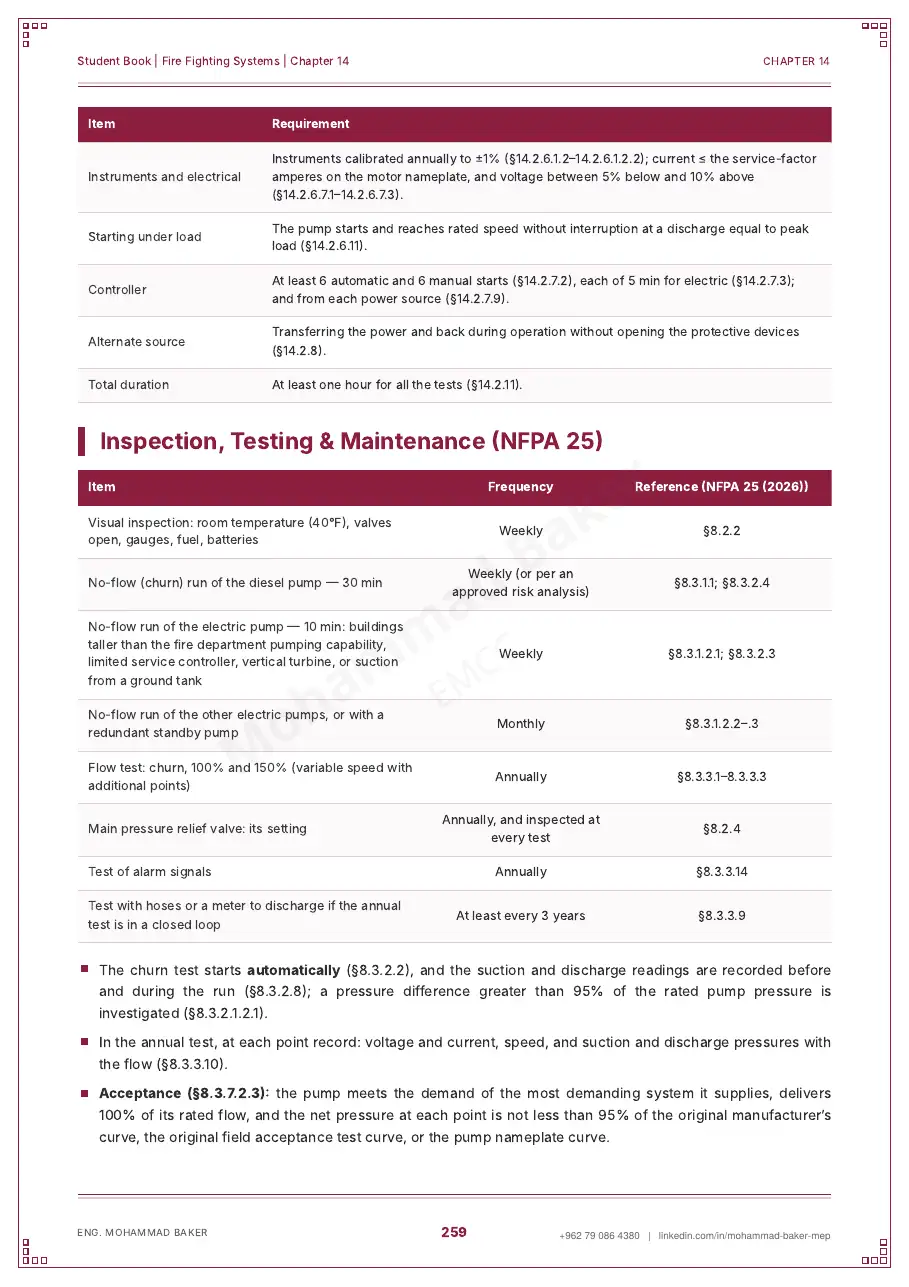 Student Book | Fire Fighting Systems | Chapter 14
CHAPTER 14
Item Requirement
Instruments and electrical
Instruments calibrated annually to ±1% (§14.2.6.1.2–14.2.6.1.2.2); current ≤ the service-factor
amperes on the motor nameplate, and voltage between 5% below and 10% above
(§14.2.6.7.1–14.2.6.7.3).
Starting under load
The pump starts and reaches rated speed without interruption at a discharge equal to peak
load (§14.2.6.11).
Controller
At least 6 automatic and 6 manual starts (§14.2.7.2), each of 5 min for electric (§14.2.7.3);
and from each power source (§14.2.7.9).
Alternate source
Transferring the power and back during operation without opening the protective devices
(§14.2.8).
Total duration At least one hour for all the tests (§14.2.11).
Inspection, Testing & Maintenance (NFPA 25)
Item Frequency Reference (NFPA 25 (2026))
Visual inspection: room temperature (40°F), valves
open, gauges, fuel, batteries
Weekly
§8.2.2
No-flow (churn) run of the diesel pump — 30 min
Weekly (or per an
approved risk analysis)
§8.3.1.1; §8.3.2.4
No-flow run of the electric pump — 10 min: buildings
taller than the fire department pumping capability,
limited service controller, vertical turbine, or suction
from a ground tank
Weekly
§8.3.1.2.1; §8.3.2.3
No-flow run of the other electric pumps, or with a
redundant standby pump
Monthly
§8.3.1.2.2–.3
Flow test: churn, 100% and 150% (variable speed with
additional points)
Annually
§8.3.3.1–8.3.3.3
Main pressure relief valve: its setting
Annually, and inspected at
every test
§8.2.4
Test of alarm signals Annually §8.3.3.14
Test with hoses or a meter to discharge if the annual
test is in a closed loop
At least every 3 years
§8.3.3.9
The churn test starts automatically (§8.3.2.2), and the suction and discharge readings are recorded before
and during the run (§8.3.2.8); a pressure difference greater than 95% of the rated pump pressure is
investigated (§8.3.2.1.2.1).
In the annual test, at each point record: voltage and current, speed, and suction and discharge pressures with
the flow (§8.3.3.10).
Acceptance (§8.3.7.2.3): the pump meets the demand of the most demanding system it supplies, delivers
100% of its rated flow, and the net pressure at each point is not less than 95% of the original manufacturer’s
curve, the original field acceptance test curve, or the pump nameplate curve.
Mohammad Baker
EMCC
ENG. MOHAMMAD BAKER
259
+962 79 086 4380 | linkedin.com/in/mohammad-baker-mep